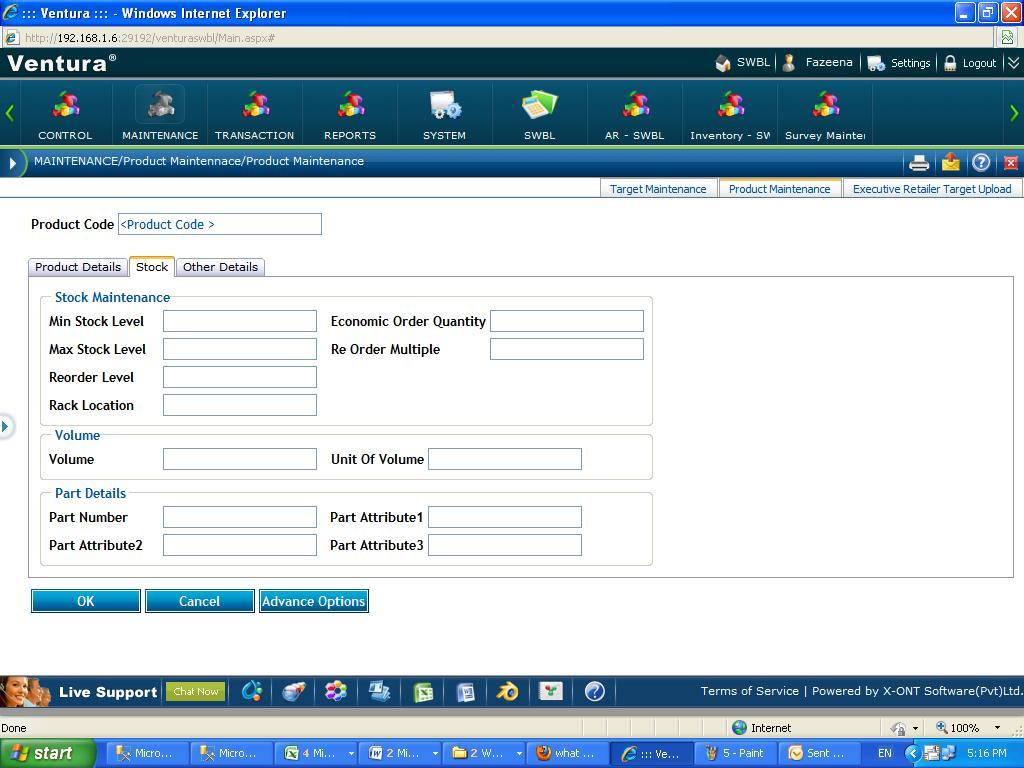 ::: Ventura ::: - Windows Internet Explorer
http://192.168.1.6:29192/venturaswbl/Main.aspx#
Ventura®
SWBL
Fazeena
Settings
Logout
CONTROL
MAINTENANCE
TRANSACTION
REPORTS
SYSTEM
SWBL
AR - SWBL
Inventory - SW
Survey Mainte
MAINTENANCE/Product Maintennace/Product Maintenance
Target Maintenance
Product Maintenance
Executive Retailer Target Upload
Product Code <Product Code >
Product Details
Stock
Other Details
Stock Maintenance
Min Stock Level
Economic Order Quantity
Max Stock Level
Re Order Multiple
Reorder Level
Rack Location
Volume
Volume
Unit Of Volume
Part Details
Part Number
Part Attribute1
Part Attribute2
Part Attribute3
OK
Cancel
Advance Options
Live Support
Chat Now
Terms of Service | Powered by X-ONT Software(Pvt)Ltd.
Done
Internet
100%
start
Micro...
Micro...
4 Mi...
2 Mi...
2 W...
what ...
::: Ve...
5 - Paint
Sent ...
EN
5:16 PM